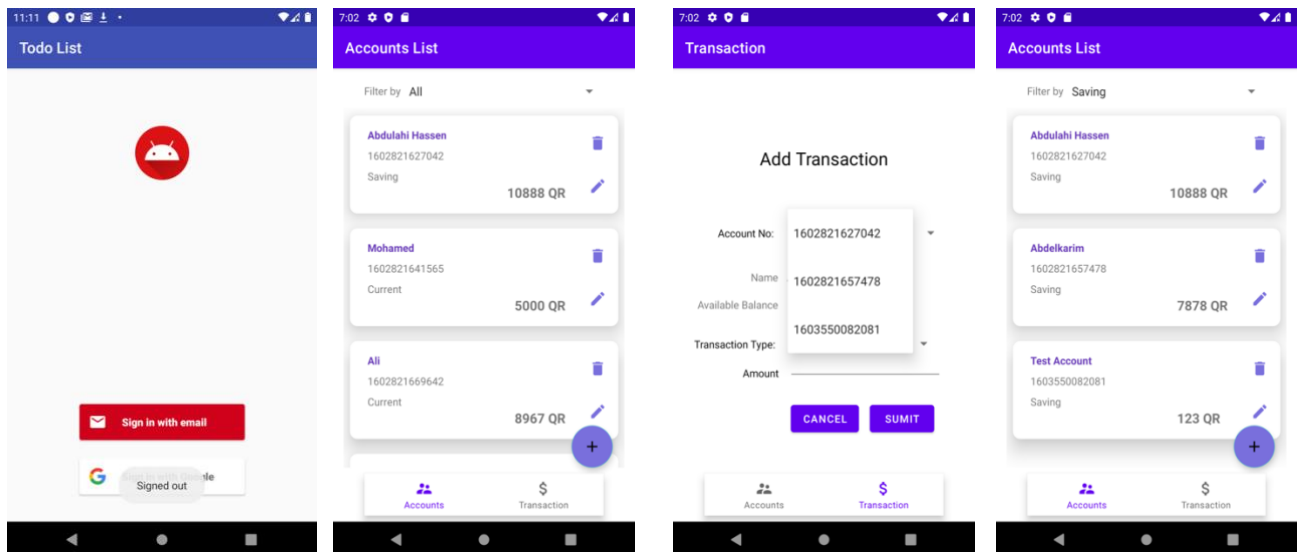 11:11
Todo List
Sign in with email
Signed out
7:02
Accounts List
Filter by All
Abdulahi Hassen
1602821627042
Saving
10888 QR
Mohamed
1602821641565
Current
5000 QR
Ali
1602821669642
Current
8967 QR
+
Accounts
Transaction
7:02
Transaction
Add Transaction
Account No:
1602821627042
1602821657478
1603550082081
Name
Available Balance
Transaction Type:
Amount
CANCEL
SUMIT
Accounts
Transaction
7:02
Accounts List
Filter by Saving
Abdulahi Hassen
1602821627042
Saving
10888 QR
Abdelkarim
1602821657478
Saving
7878 QR
Test Account
1603550082081
Saving
123 QR
+
Accounts
Transaction